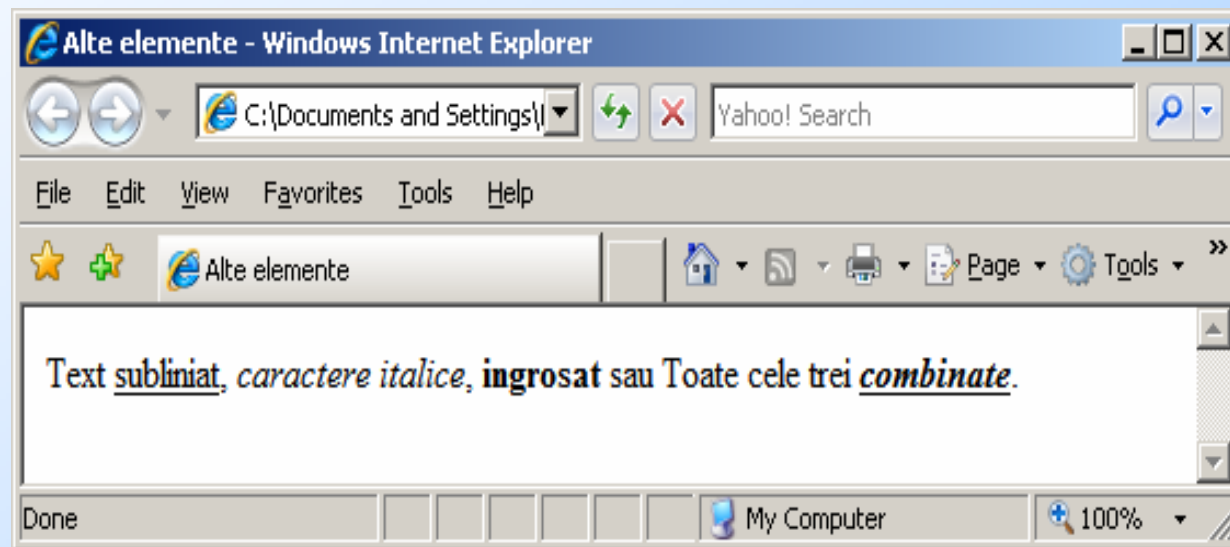 Alte elemente - Windows Internet Explorer
C:\Documents and Settings\ Yahoo! Search
File Edit View Favorites Tools Help
Alte elemente Page Tools »
Text subliniat, caractere italice, ingrosat sau Toate cele trei combinate.
Done My Computer 100%